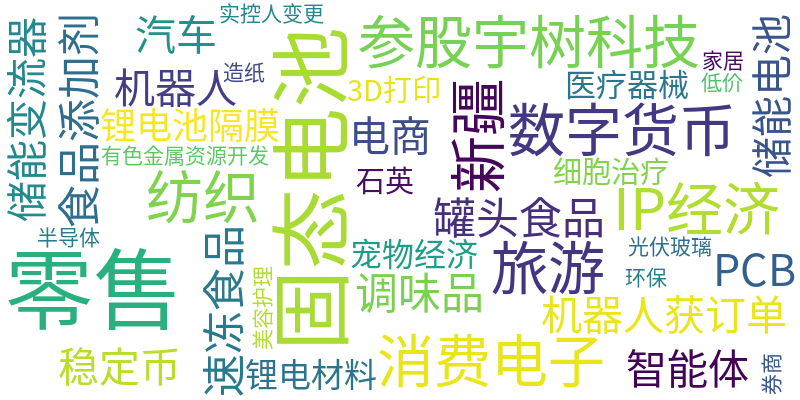 实控人变更
汽车
参股宇树科技
储能变流器
食品添加剂
固态电池
储能电池
机器人
造纸
3D打印
家居
医疗器械
低价
新疆
锂电池隔膜
电商
数字货币
有色金属资源开发
细胞治疗
石英
纺织
IP经济
罐头食品
半导体
速冻食品
宠物经济
旅游
光伏玻璃
零售
美容护理
调味品
环保
PCB
机器人获订单
稳定币
锂电材料
消费电子
智能体
券商